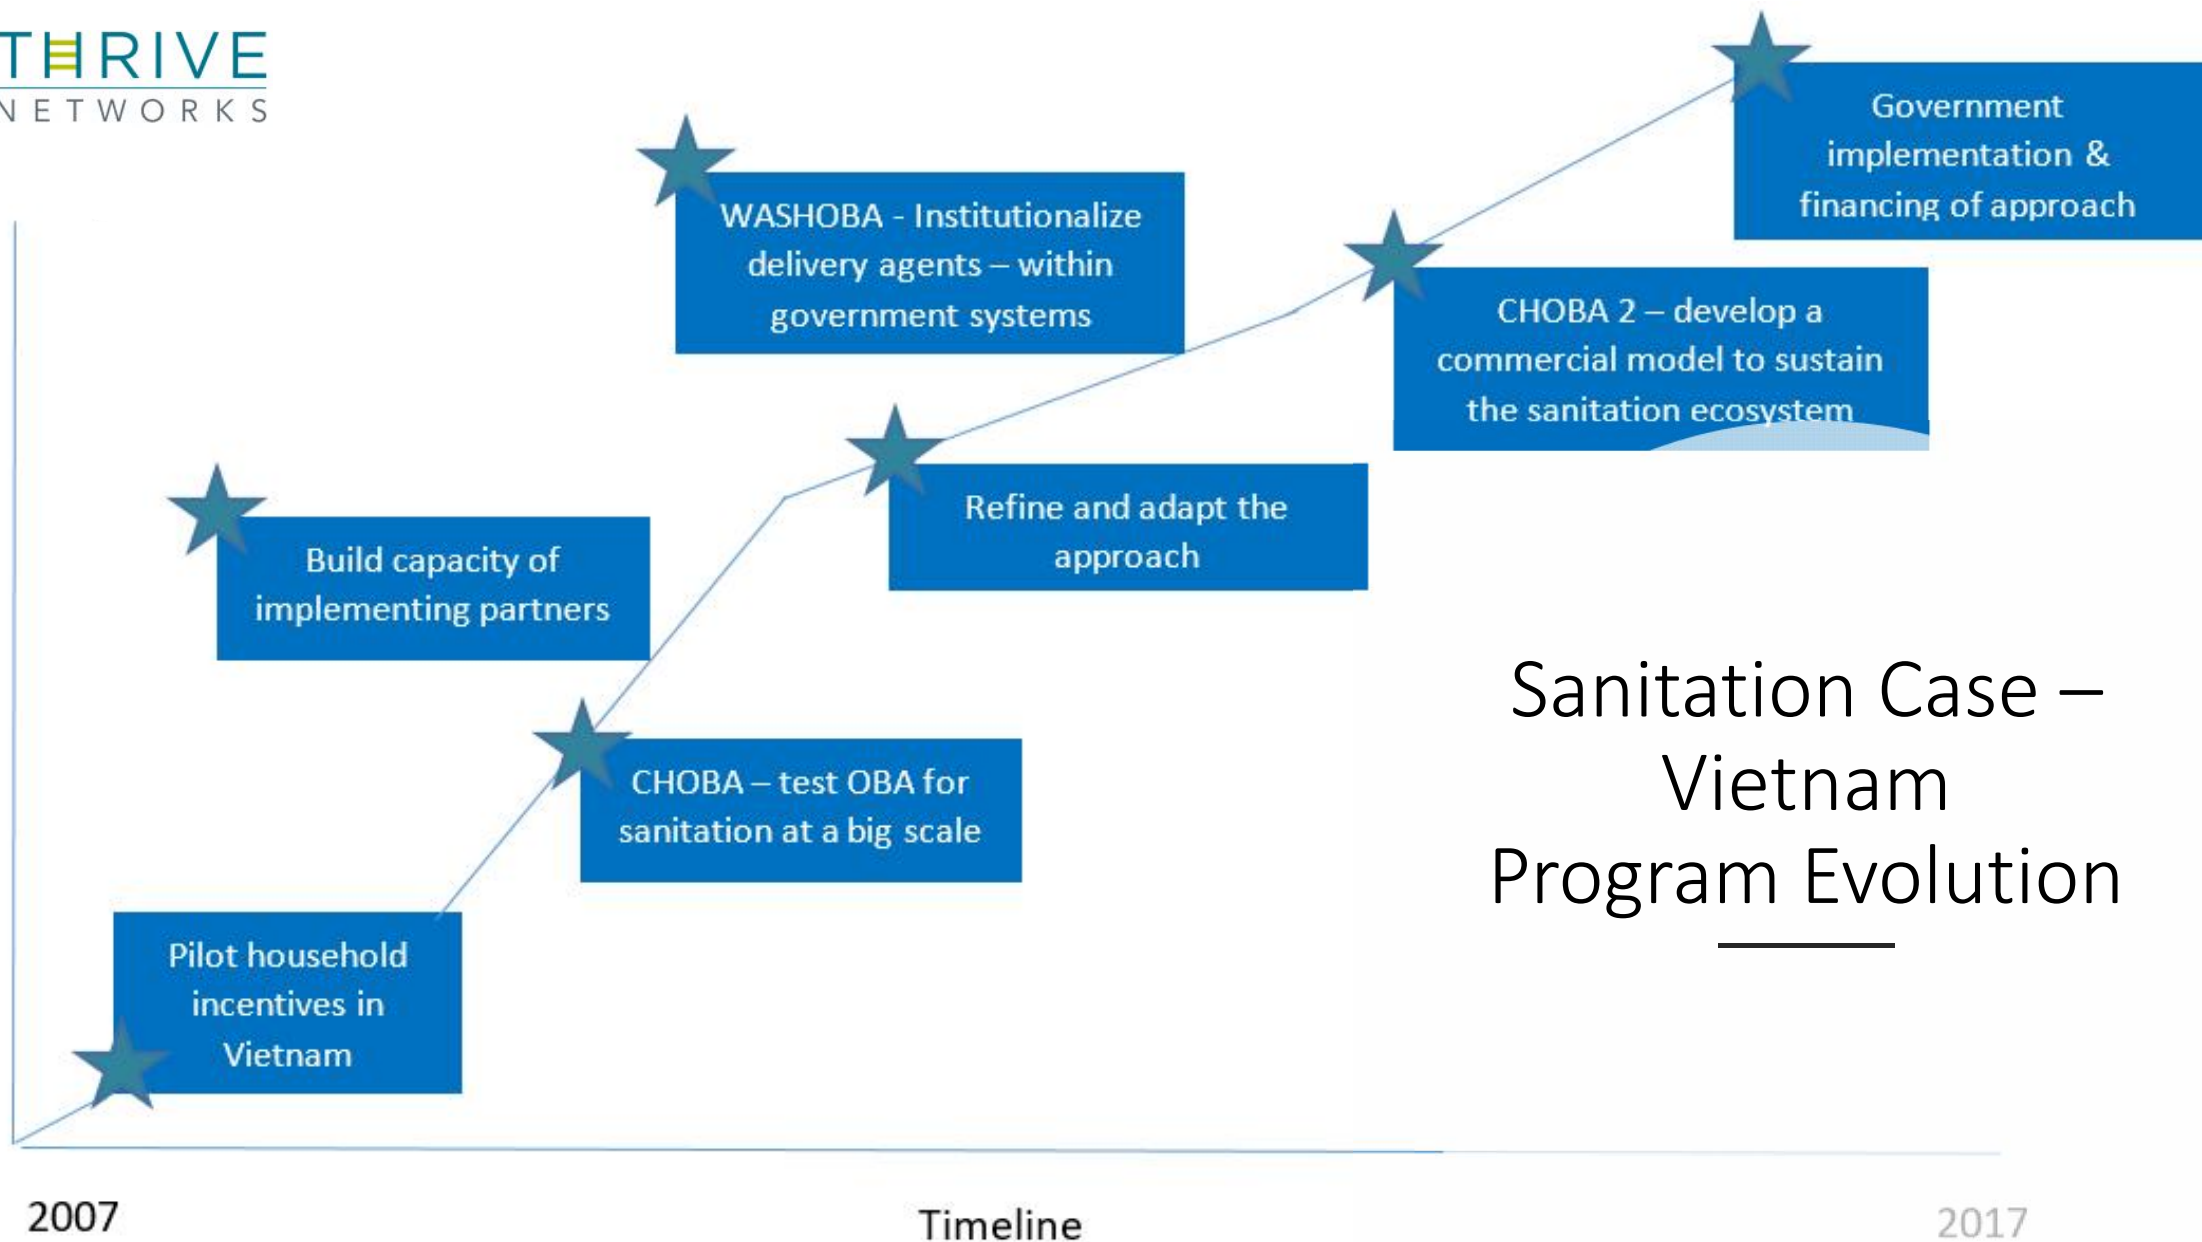 THRIVE
NETWORKS
Government
implementation &
financing of approach
WASHOBA - Institutionalize
delivery agents – within
government systems
CHOBA 2 – develop a
commercial model to sustain
the sanitation ecosystem
Refine and adapt the
approach
Build capacity of
implementing partners
CHOBA – test OBA for
sanitation at a big scale
Pilot household
incentives in
Vietnam
Sanitation Case –
Vietnam
Program Evolution
2007
Timeline
2017